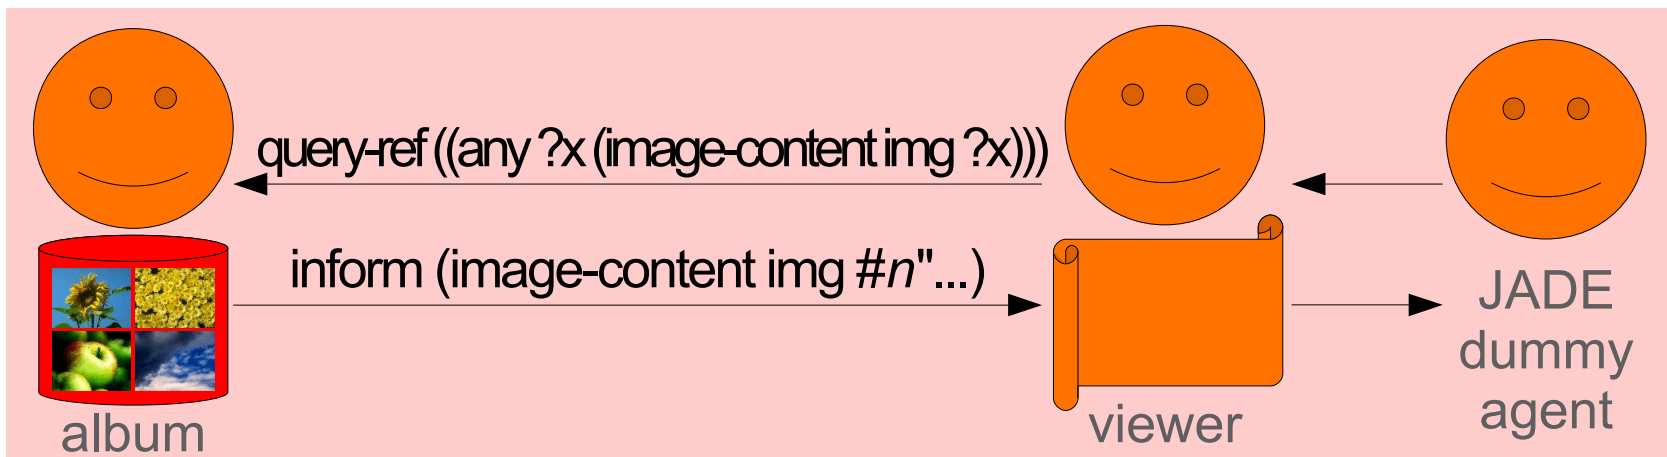 query-ref ((any ?x (image-content img ?x)))
inform (image-content img #n"...)
album
viewer
JADE
dummy
agent